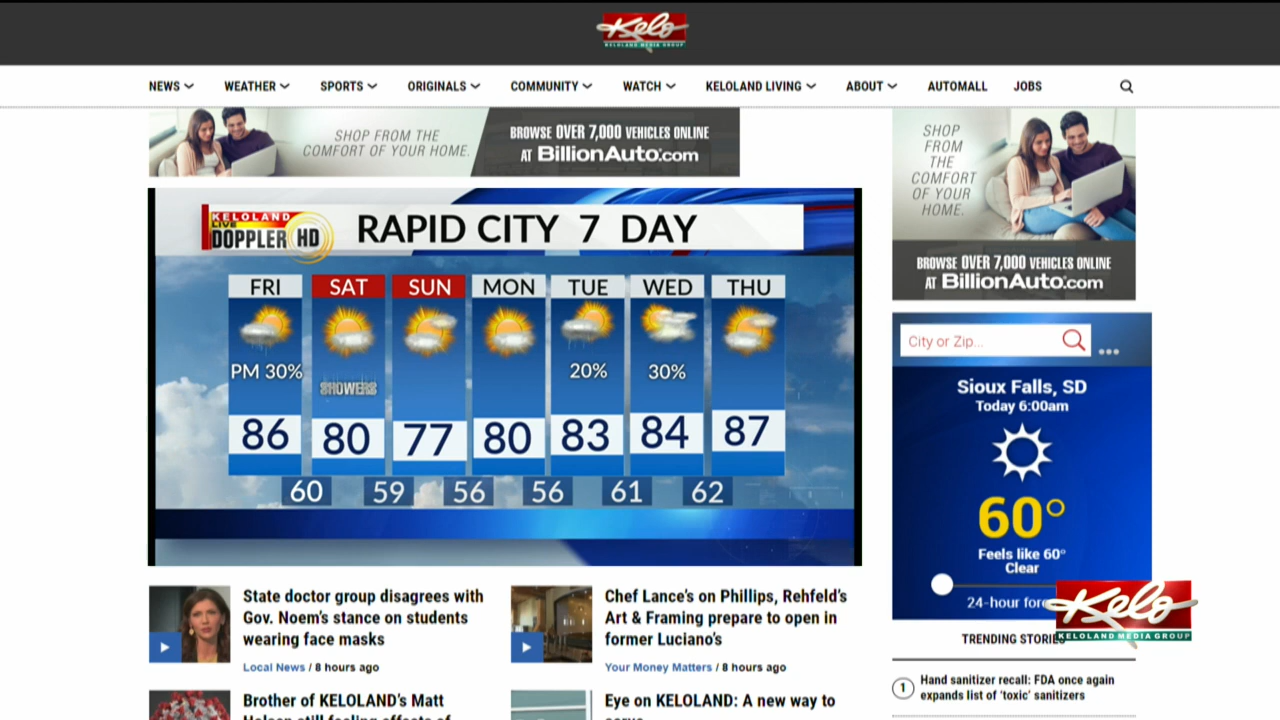 Kelo
KELOLAND MEDIA GROUP
NEWS WEATHER SPORTS ORIGINALS COMMUNITY WATCH KELOLAND LIVING ABOUT AUTOMALL JOBS
SHOP FROM THE
COMFORT OF YOUR HOME.
BROWSE OVER 7,000 VEHICLES ONLINE
AT BillionAuto.com
SHOP
FROM
THE
COMFORT
OF YOUR
HOME.
BROWSE OVER 7,000 VEHICLES ONLINE
AT BillionAuto.com
KELOLAND
LIVE
DOPPLER HD
RAPID CITY 7 DAY
FRI SAT SUN MON TUE WED THU
PM 30% 20% 30%
SHOWERS
86 80 77 80 83 84 87
60 59 56 56 61 62
City or Zip...
Sioux Falls, SD
Today 6:00am
60°
Feels like 60°
Clear
24-hour fore
Kelo
KELOLAND MEDIA GROUP
State doctor group disagrees with
Gov. Noem's stance on students
wearing face masks
Local News / 8 hours ago
Chef Lance's on Phillips, Rehfeld's
Art & Framing prepare to open in
former Luciano's
Your Money Matters / 8 hours ago
Brother of KELOLAND's Matt
Eye on KELOLAND: A new way to
TRENDING STORIES
1 Hand sanitizer recall: FDA once again
expands list of 'toxic' sanitizers